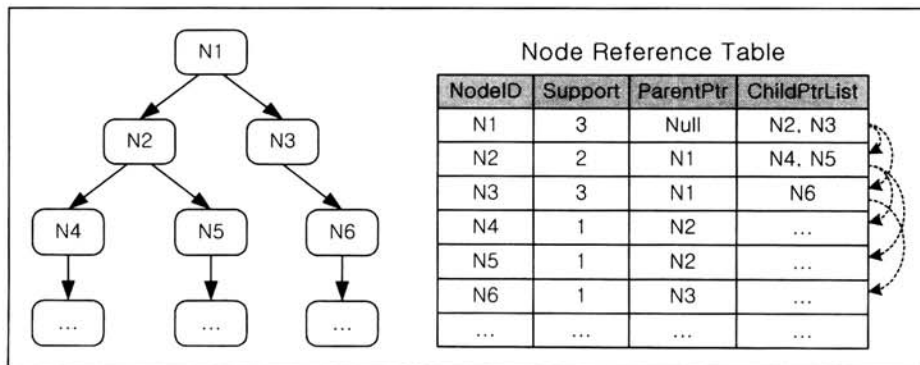 N1
N2
N3
N4
N5
N6
...
...
...
Node Reference Table
NodeID Support ParentPtr ChildPtrList
N1 3 Null N2, N3
N2 2 N1 N4, N5
N3 3 N1 N6
N4 1 N2 ...
N5 1 N2 ...
N6 1 N3 ...
... ... ... ...